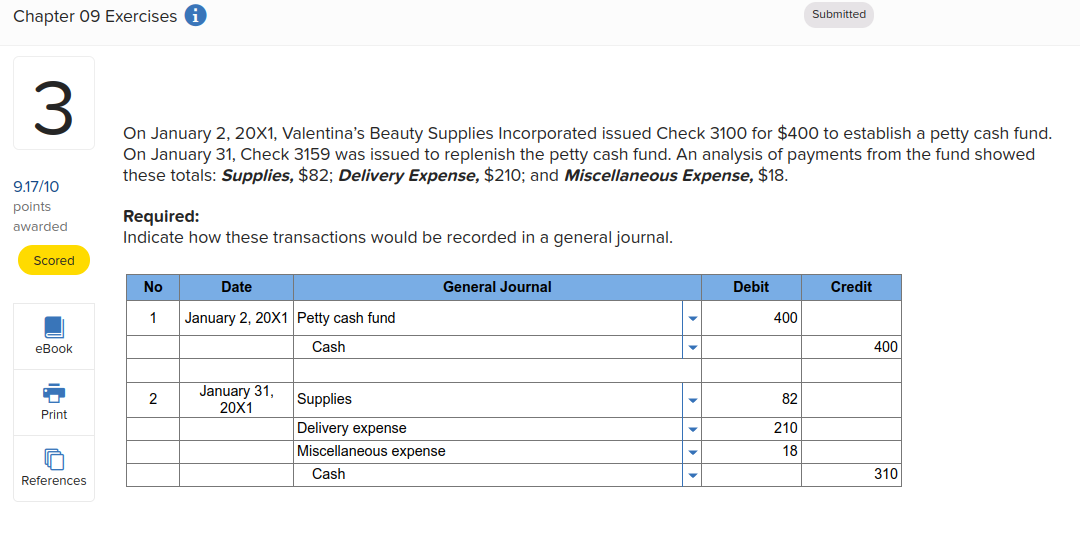 Chapter 09 Exercises i
Submitted
3
9.17/10
points
awarded
Scored
eBook
Print
References
On January 2, 20X1, Valentina’s Beauty Supplies Incorporated issued Check 3100 for $400 to establish a petty cash fund.
On January 31, Check 3159 was issued to replenish the petty cash fund. An analysis of payments from the fund showed
these totals: Supplies, $82; Delivery Expense, $210; and Miscellaneous Expense, $18.
Required:
Indicate how these transactions would be recorded in a general journal.
No Date General Journal Debit Credit
1 January 2, 20X1 Petty cash fund 400
Cash 400
2 January 31, 20X1 Supplies 82
Delivery expense 210
Miscellaneous expense 18
Cash 310